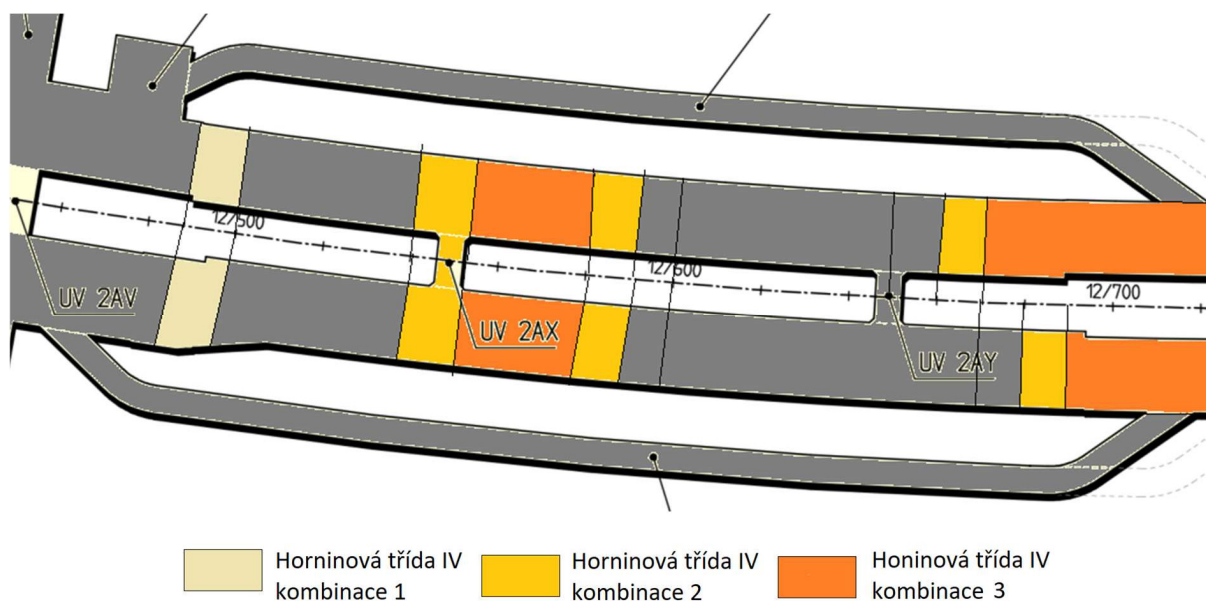 12/500
12/600
12/700
UV 2AV
UV 2AX
UV 2AY
Horninová třída IV
kombinace 1
Horninová třída IV
kombinace 2
Honinová třída IV
kombinace 3